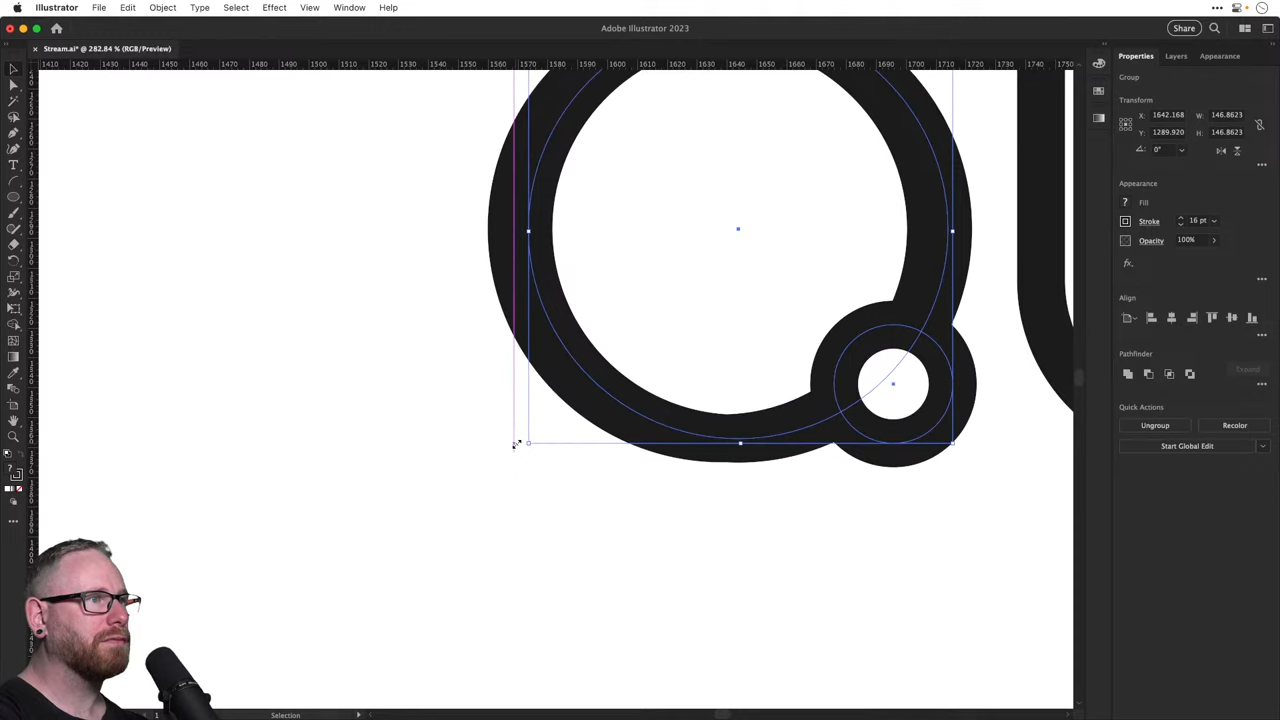 Illustrator File Edit Object Type Select Effect View Window Help
Adobe Illustrator 2023
Share
× Stream.ai* @ 282.84 % (RGB/Preview)
1410 1420 1430 1440 1450 1460 1470 1480 1490 1500 1510 1520 1530 1540 1550 1560 1570 1580 1590 1600 1610 1620 1630 1640 1650 1660 1670 1680 1690 1700 1710 1720 1730 1740 1750
Properties Layers Appearance
Group
Transform
X: 1642.168 W: 146.8623
Y: 1289.920 H: 146.8623
0°
Appearance
? Fill
Stroke 16 pt
Opacity 100%
fx
Align
Pathfinder
Expand
Quick Actions
Ungroup Recolor
Start Global Edit
1 Selection